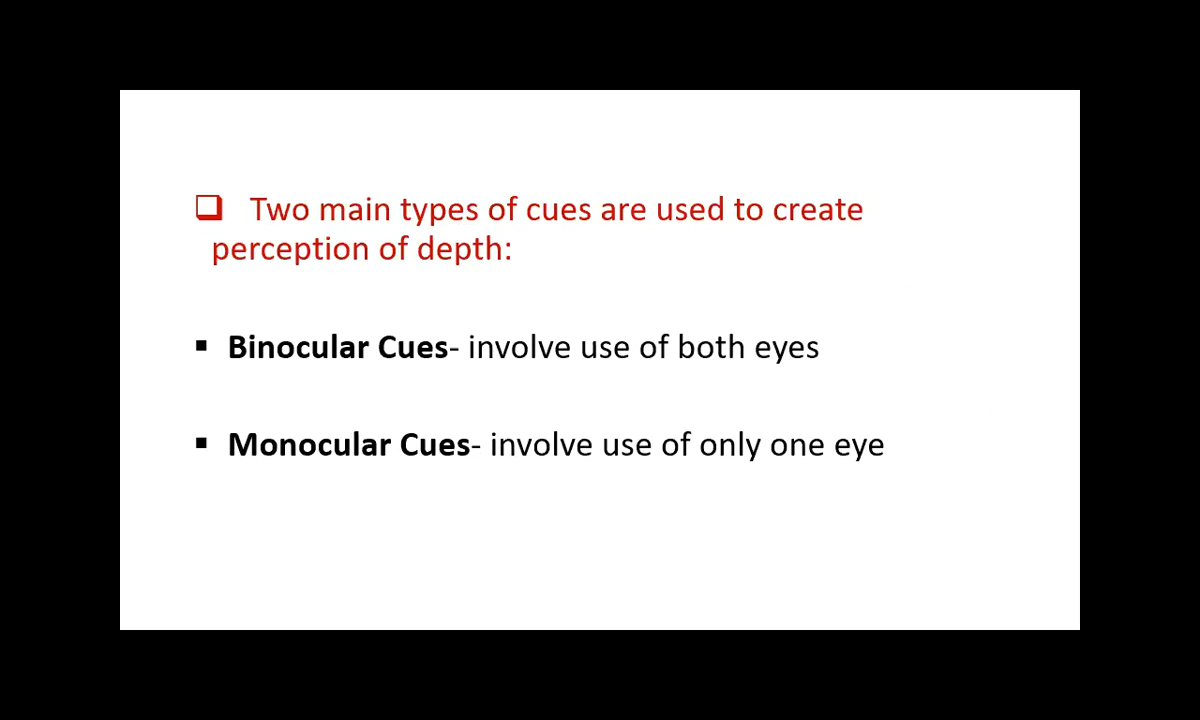 ❑ Two main types of cues are used to create
perception of depth:
▪ Binocular Cues- involve use of both eyes
▪ Monocular Cues- involve use of only one eye